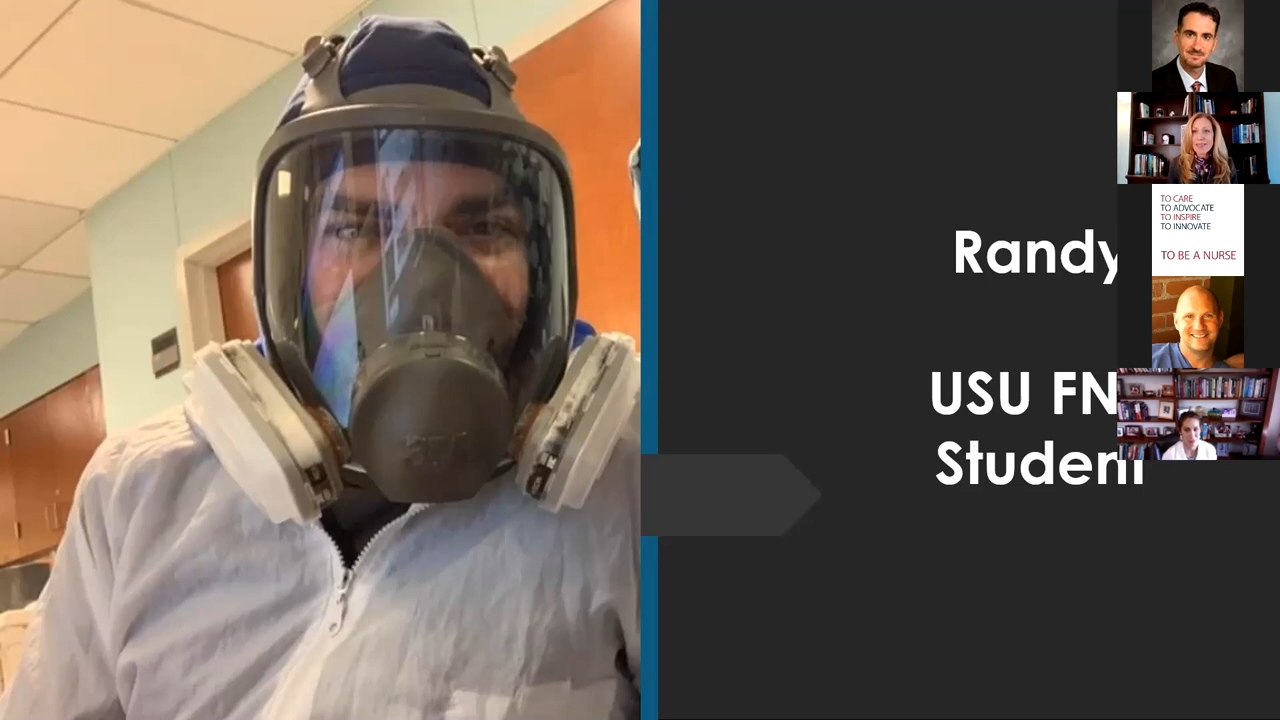 Randy
USU FN
Student
TO CARE
TO ADVOCATE
TO INSPIRE
TO INNOVATE
TO BE A NURSE